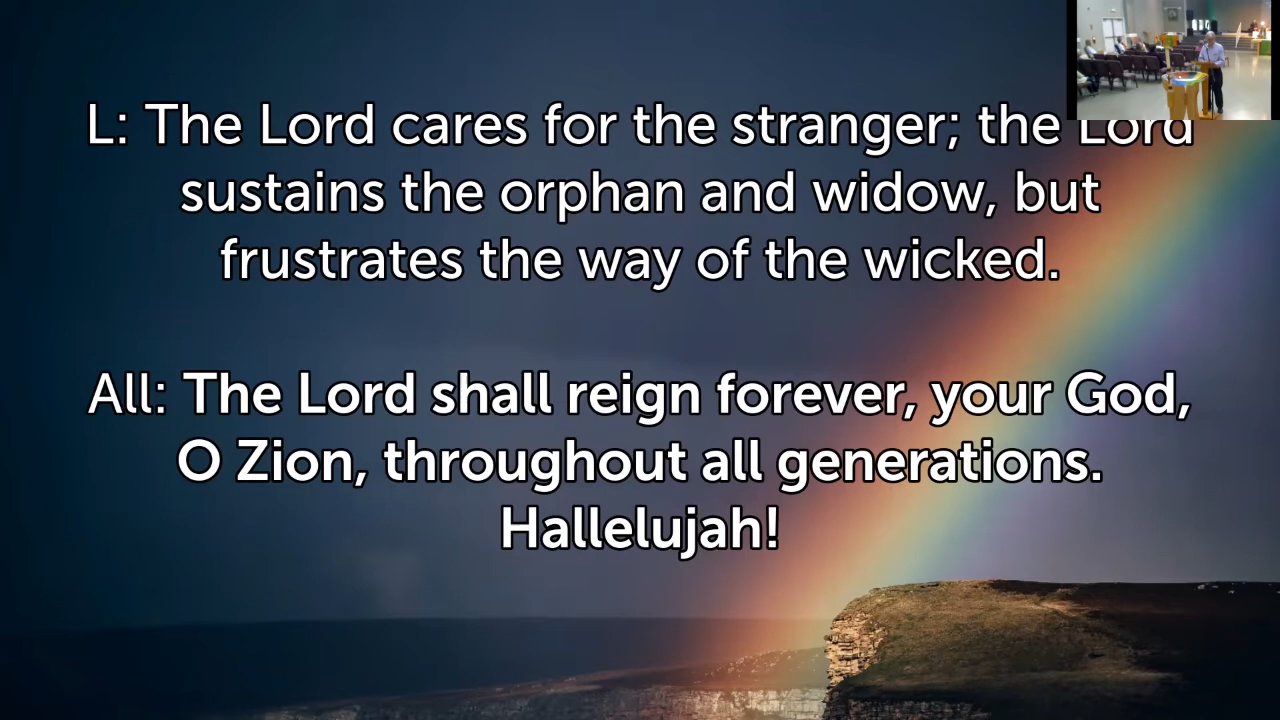 L: The Lord cares for the stranger; the Lord
sustains the orphan and widow, but
frustrates the way of the wicked.
All: The Lord shall reign forever, your God,
O Zion, throughout all generations.
Hallelujah!